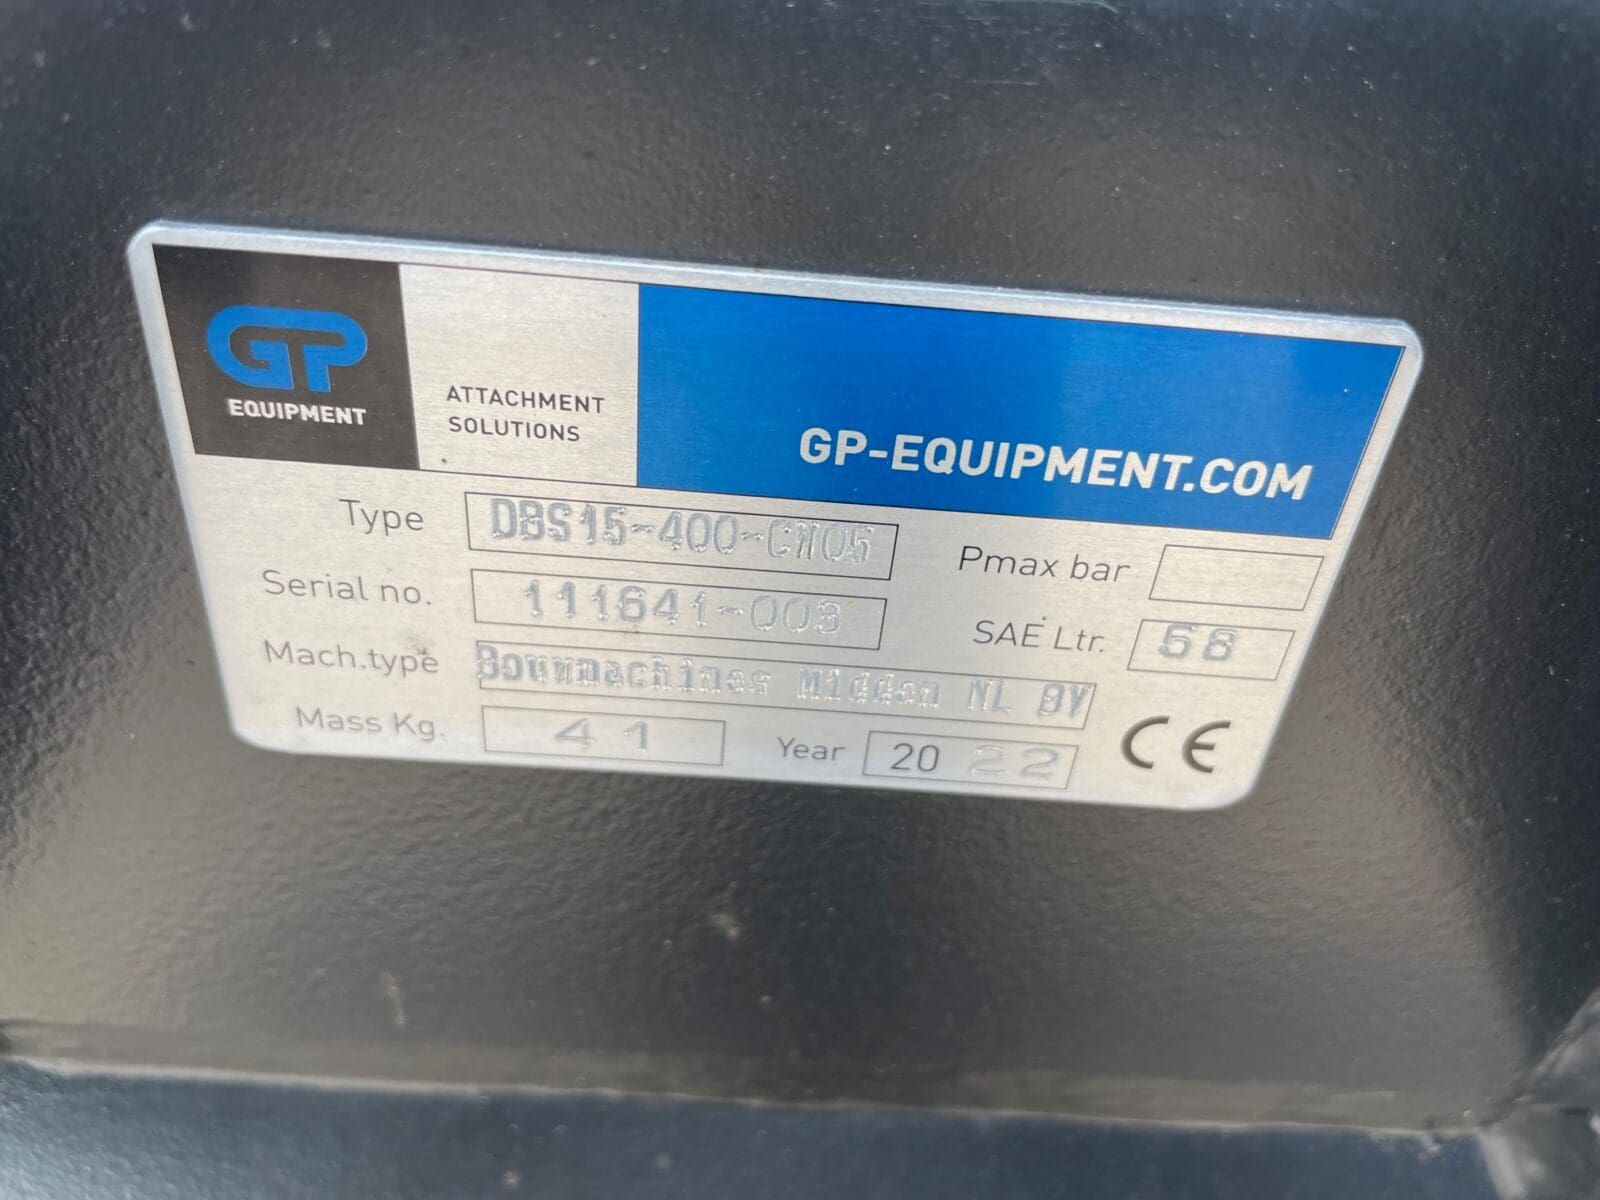 GP
EQUIPMENT
ATTACHMENT
SOLUTIONS
GP-EQUIPMENT.COM
Type DBS15-400-CW05
Pmax bar
Serial no. 111641-003
SAE Ltr. 58
Mach.type Bouwmachines Midden NL BV
Mass Kg. 41
Year 2022
CE